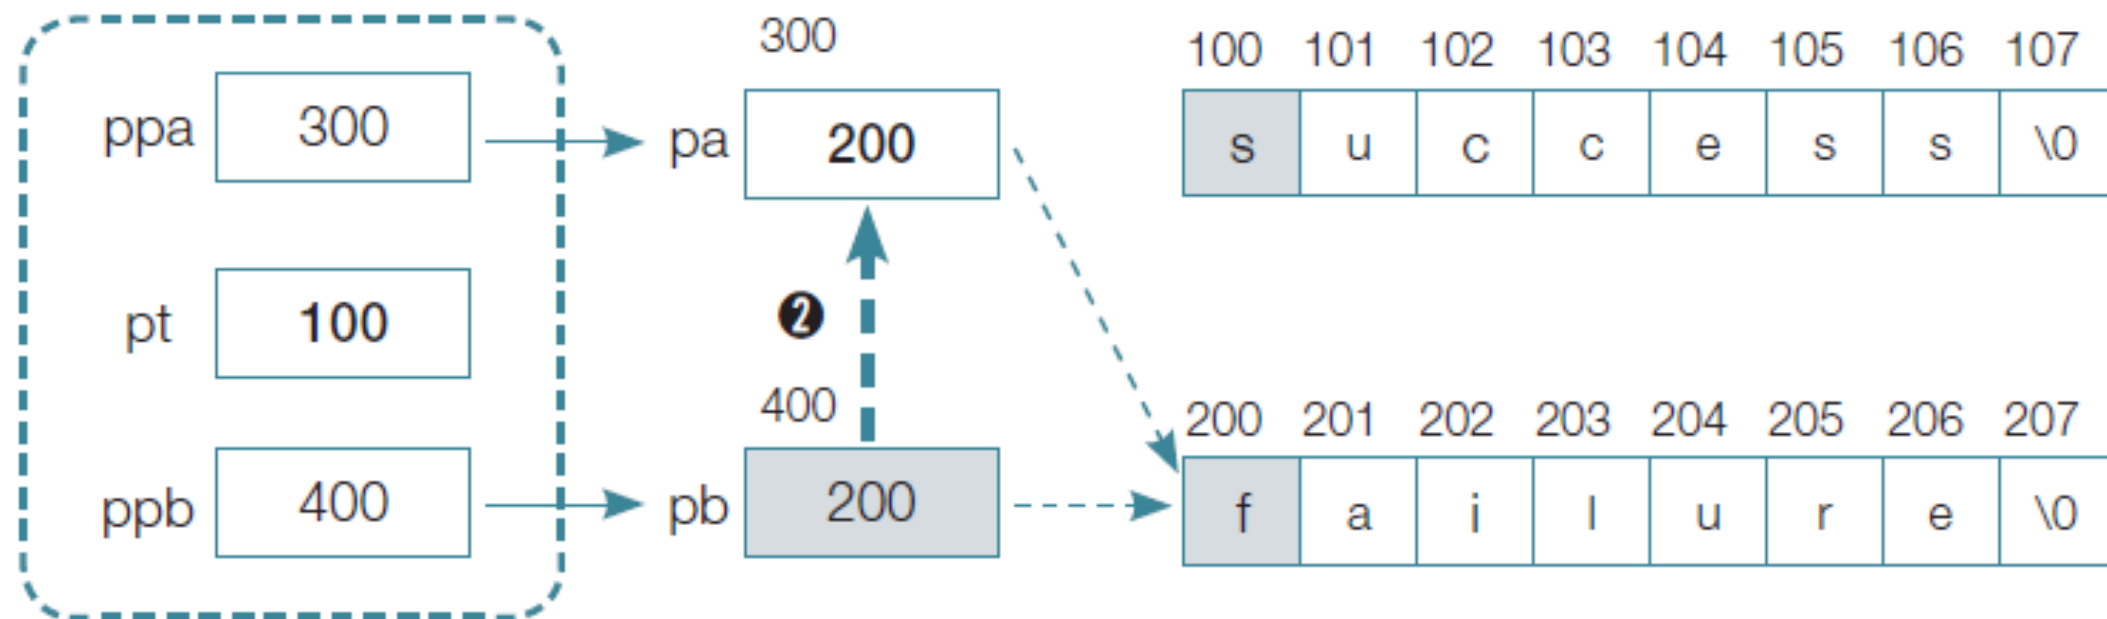 300
100 101 102 103 104 105 106 107
ppa 300 pa 200 s u c c e s s \0
pt 100
❷
400
200 201 202 203 204 205 206 207
ppb 400 pb 200 f a i l u r e \0